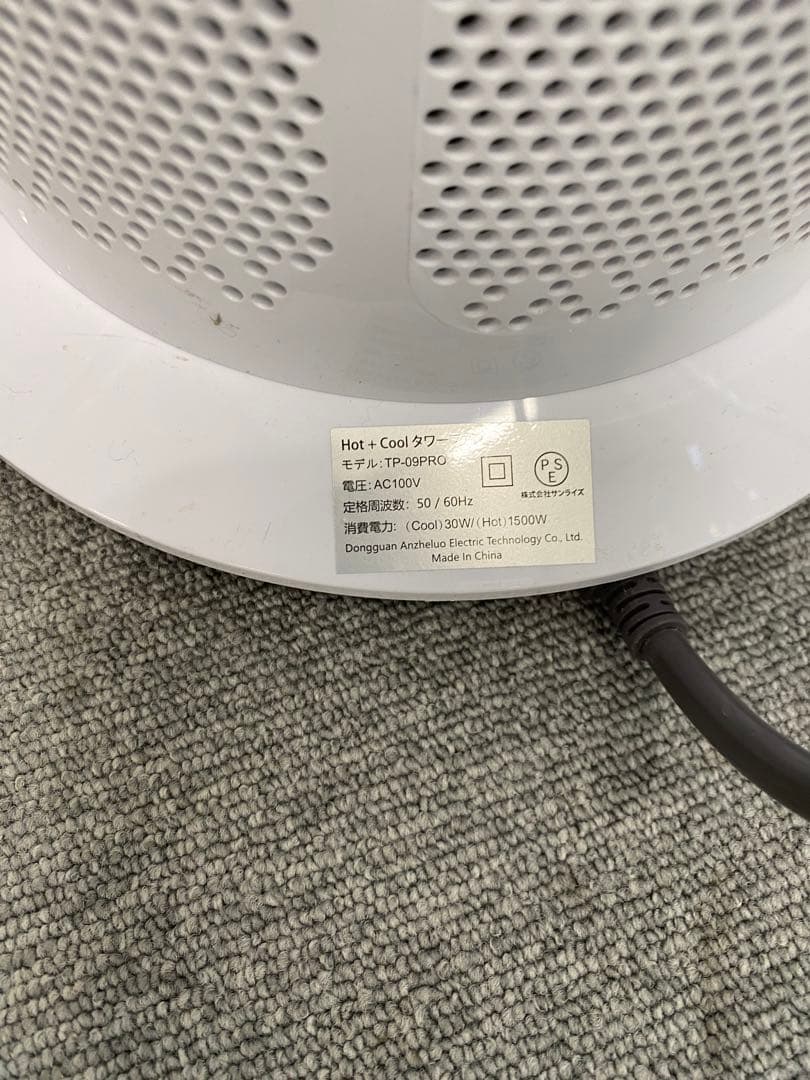 Hot + Cool タワー
モデル: TP-09PRO
電圧: AC100V
定格周波数: 50 / 60Hz
消費電力: (Cool)30W/(Hot)1500W
Dongguan Anzheluo Electric Technology Co., Ltd.
Made In China
PSE
株式会社サンライズ